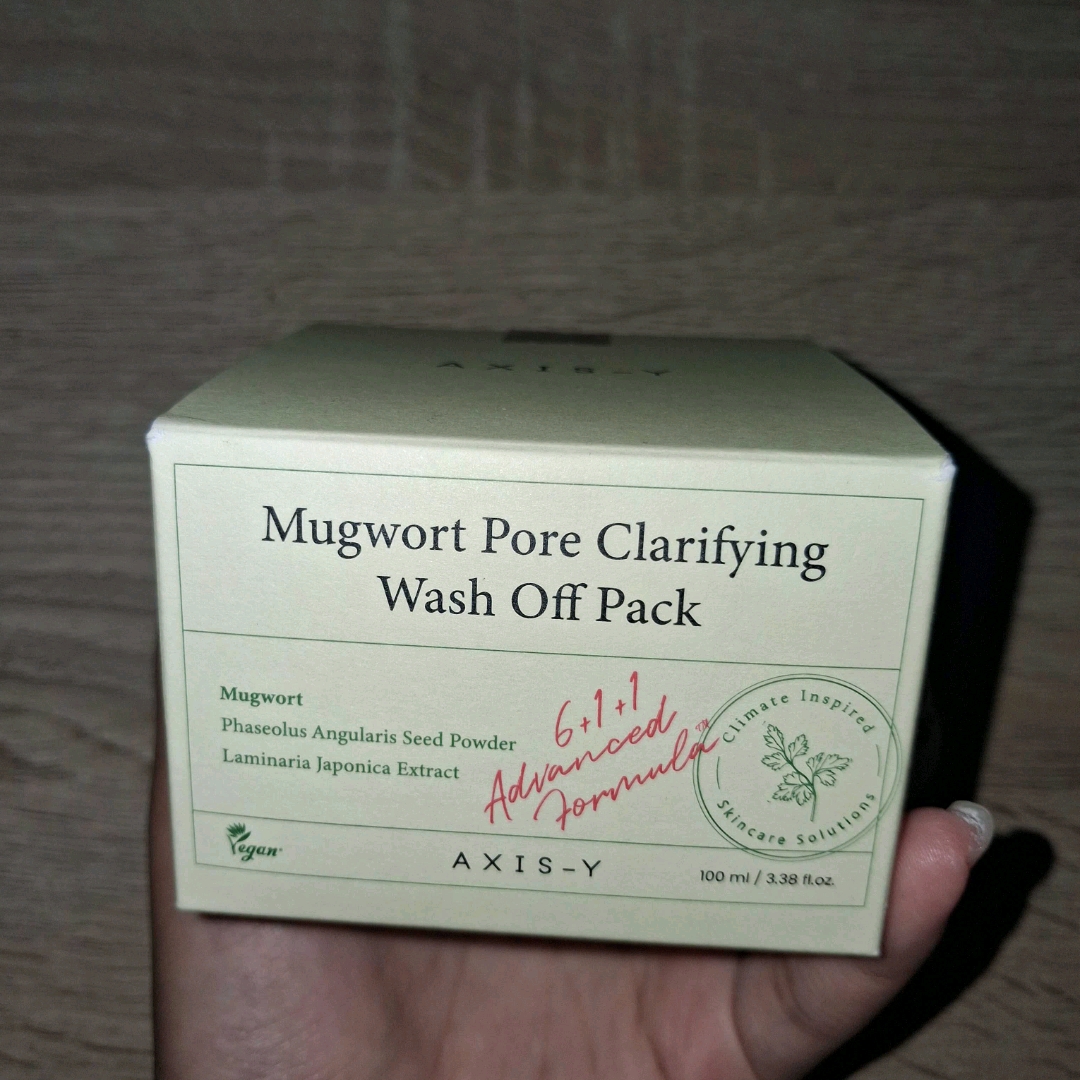 AXIS-Y
Mugwort Pore Clarifying
Wash Off Pack
Mugwort
Phaseolus Angularis Seed Powder
Laminaria Japonica Extract
6+1+1
Advanced
Formula™
Climate Inspired
Skincare Solutions
Vegan
AXIS-Y
100 ml / 3.38 fl.oz.